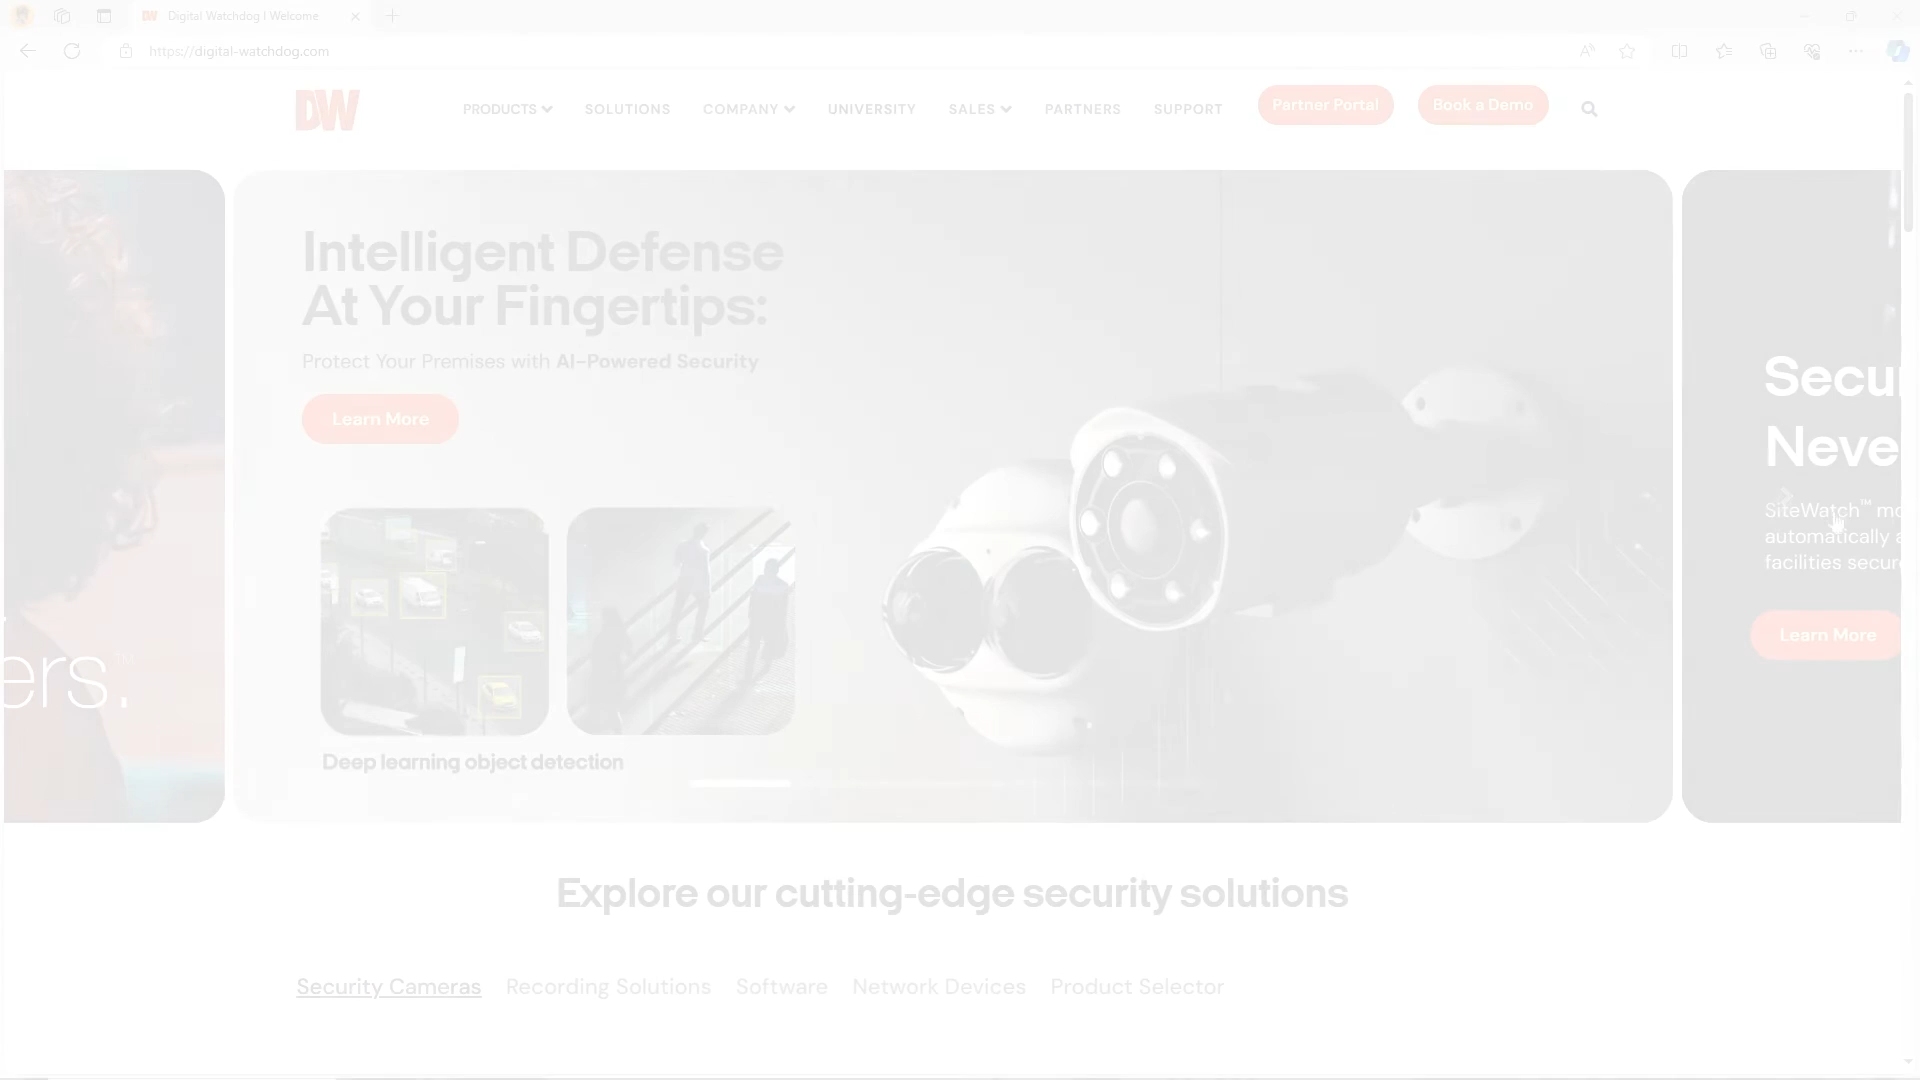 Digital Watchdog | Welcome
https://digital-watchdog.com
DW
PRODUCTS
SOLUTIONS
COMPANY
UNIVERSITY
SALES
PARTNERS
SUPPORT
Partner Portal
Book a Demo
ers.™
Intelligent Defense
At Your Fingertips:
Protect Your Premises with AI-Powered Security
Learn More
Deep learning object detection
Secu
Neve
SiteWatch™ mo
automatically a
facilities secur
Learn More
Explore our cutting-edge security solutions
Security Cameras
Recording Solutions
Software
Network Devices
Product Selector